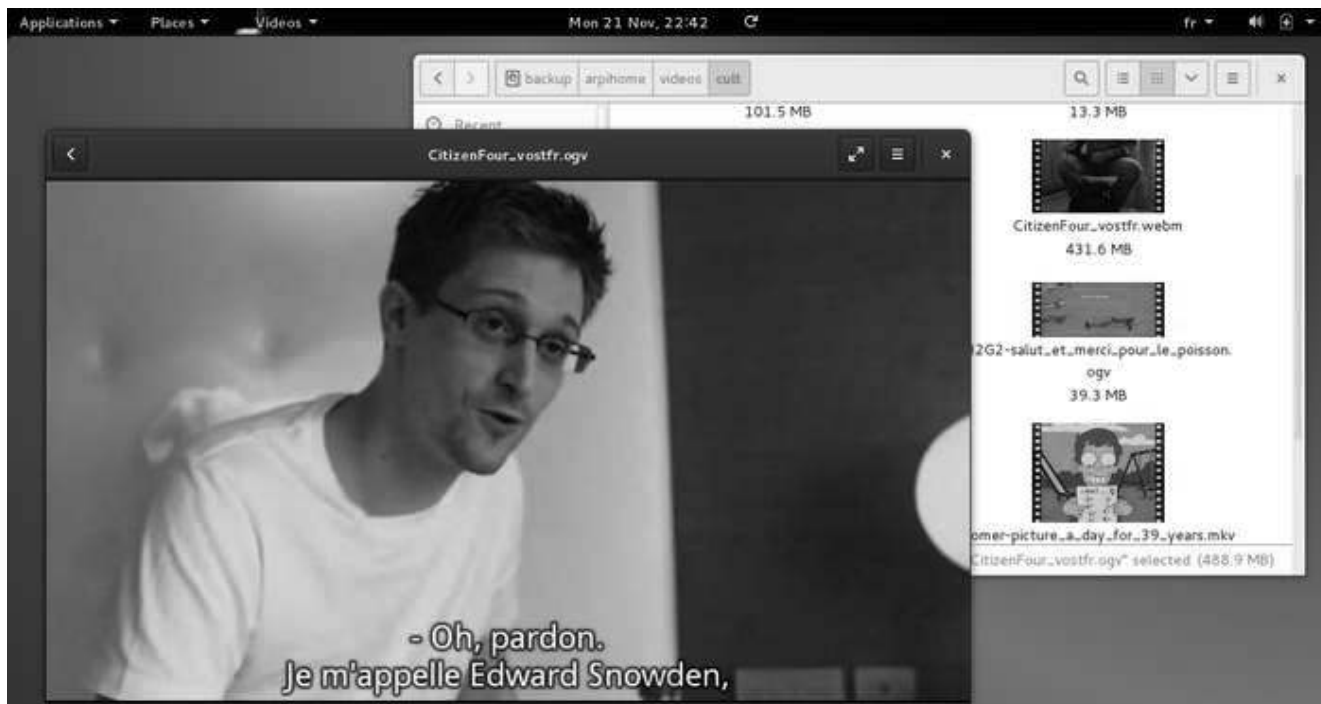 Applications Places Videos Mon 21 Nov, 22:42 fr
backup arpihome videos cult
101.5 MB 13.3 MB
Recent
CitizenFour_vostfr.ogv
CitizenFour_vostfr.webm
431.6 MB
2G2-salut_et_merci_pour_le_poisson.
ogv
39.3 MB
omer-picture_a_day_for_39_years.mkv
CitizenFour_vostfr.ogv" selected (488.9 MB)
- Oh, pardon.
Je m'appelle Edward Snowden,